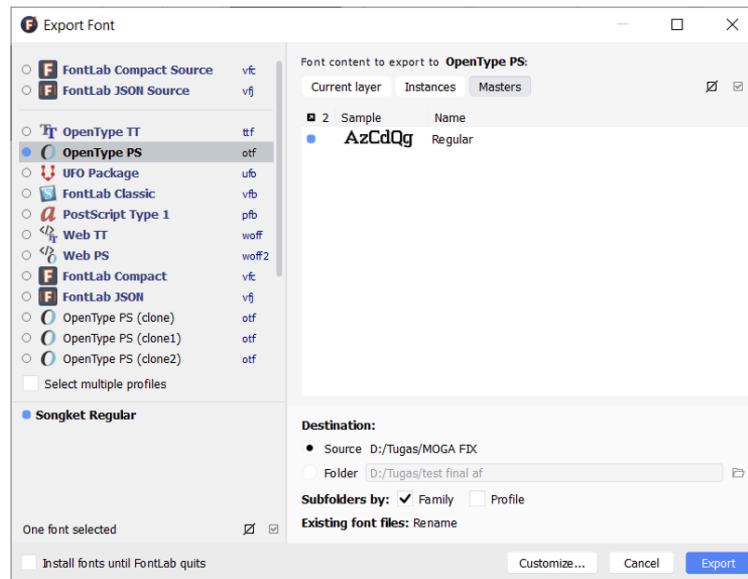 Export Font
FontLab Compact Source vfc
FontLab JSON Source vfj
OpenType TT ttf
OpenType PS otf
UFO Package ufo
FontLab Classic vfb
PostScript Type 1 pfb
Web TT woff
Web PS woff2
FontLab Compact vfc
FontLab JSON vfj
OpenType PS (clone) otf
OpenType PS (clone1) otf
OpenType PS (clone2) otf
Select multiple profiles
Songket Regular
One font selected
Install fonts until FontLab quits
Font content to export to OpenType PS:
Current layer Instances Masters
2 Sample Name
AzCdQg Regular
Destination:
Source D:/Tugas/MOGA FIX
Folder D:/Tugas/test final af
Subfolders by: Family Profile
Existing font files: Rename
Customize... Cancel Export